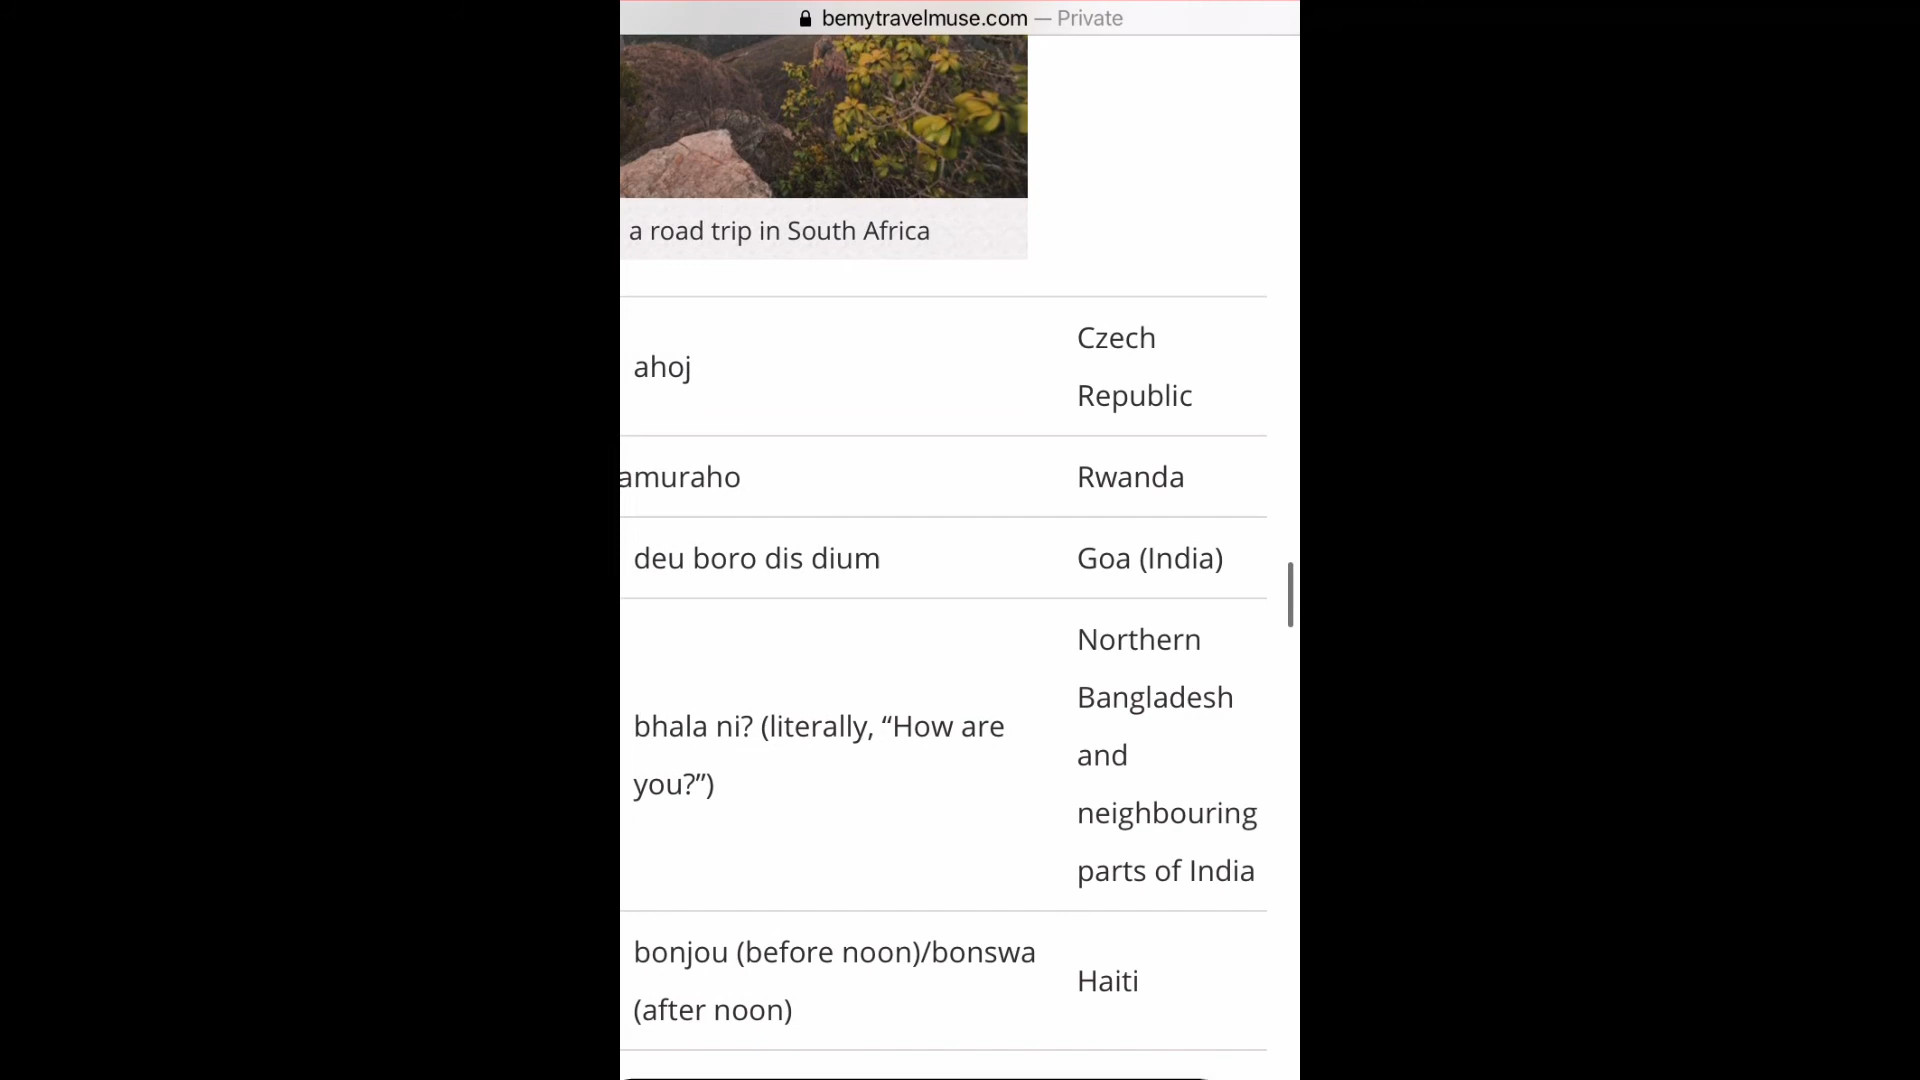 bemytravelmuse.com — Private
a road trip in South Africa
ahoj
Czech
Republic
amuraho
Rwanda
deu boro dis dium
Goa (India)
bhala ni? (literally, “How are
you?”)
Northern
Bangladesh
and
neighbouring
parts of India
bonjou (before noon)/bonswa
(after noon)
Haiti